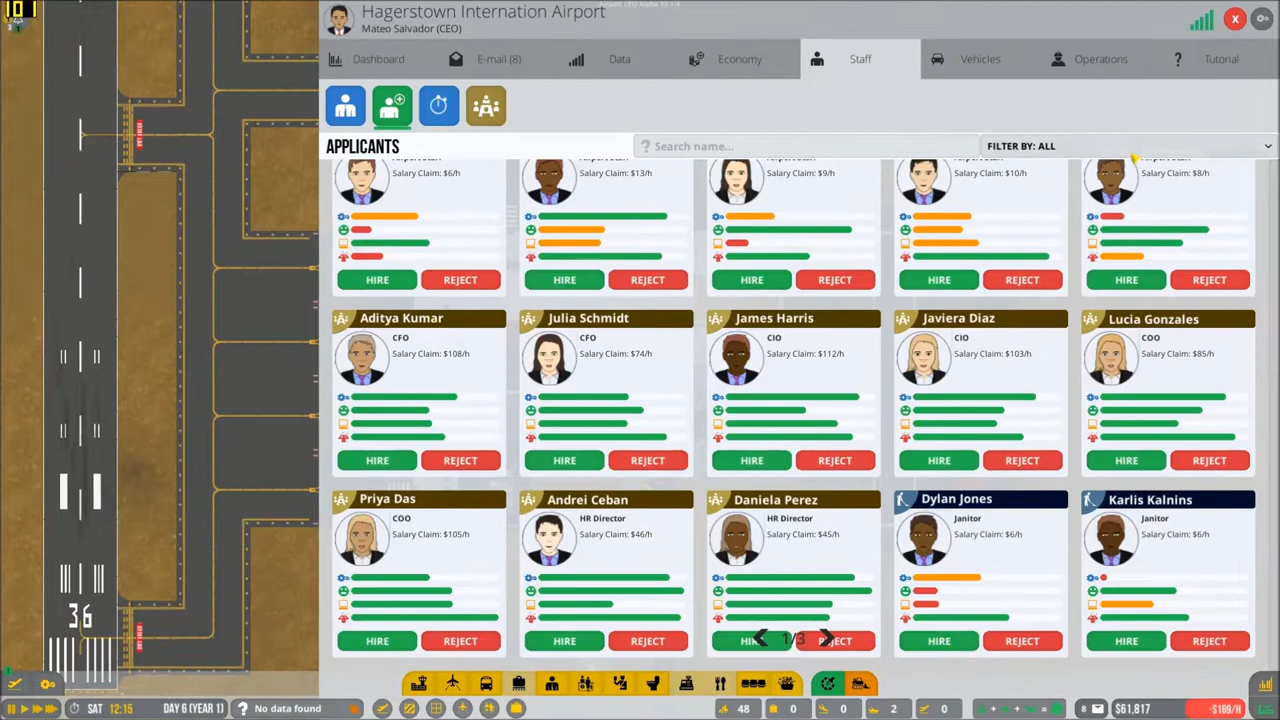 Hagerstown Internation Airport
Mateo Salvador (CEO)
Dashboard
E-mail (8)
Data
Economy
Staff
Vehicles
Operations
Tutorial
APPLICANTS
Search name...
FILTER BY: ALL
Salary Claim: $6/h
Salary Claim: $13/h
Salary Claim: $9/h
Salary Claim: $10/h
Salary Claim: $8/h
HIRE REJECT HIRE REJECT HIRE REJECT HIRE REJECT HIRE REJECT
Aditya Kumar
CFO
Salary Claim: $108/h
Julia Schmidt
CFO
Salary Claim: $74/h
James Harris
CIO
Salary Claim: $112/h
Javiera Diaz
CIO
Salary Claim: $103/h
Lucia Gonzales
COO
Salary Claim: $85/h
HIRE REJECT HIRE REJECT HIRE REJECT HIRE REJECT HIRE REJECT
Priya Das
COO
Salary Claim: $105/h
Andrei Ceban
HR Director
Salary Claim: $46/h
Daniela Perez
HR Director
Salary Claim: $45/h
Dylan Jones
Janitor
Salary Claim: $6/h
Karlis Kalnins
Janitor
Salary Claim: $6/h
HIRE REJECT HIRE REJECT HIRE REJECT HIRE REJECT HIRE REJECT
1/3
36
SAT 12:15 DAY 6 (YEAR 1) No data found
48 0 0 2 0 8 $61,817 -$169/H